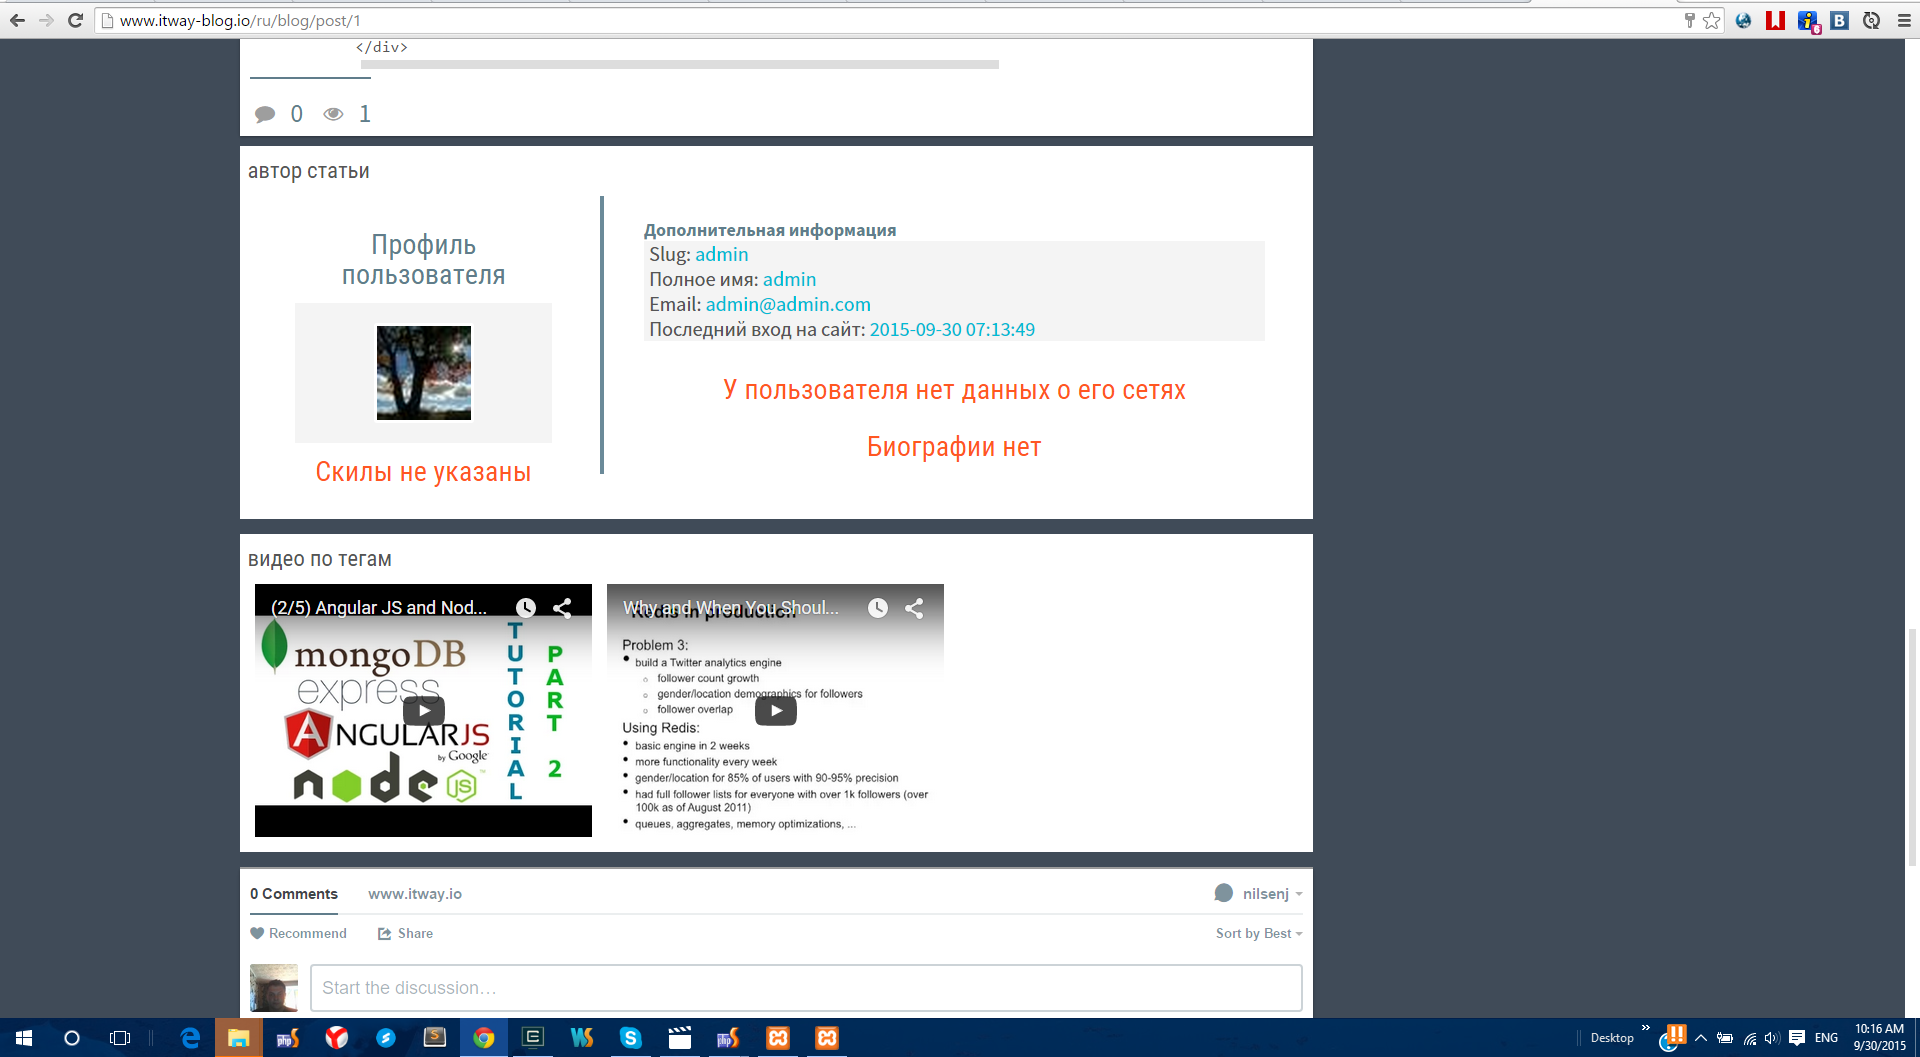 www.itway-blog.io/ru/blog/post/1
</div>
0 1
автор статьи
Профиль
пользователя
Скилы не указаны
Дополнительная информация
Slug: admin
Полное имя: admin
Email: admin@admin.com
Последний вход на сайт: 2015-09-30 07:13:49
У пользователя нет данных о его сетях
Биографии нет
видео по тегам
(2/5) Angular JS and Nod...
mongoDB
express
ANGULARJS
by Google
node
JS
TUTORIAL
PART 2
Why and When You Shoul...
Redis in production
Problem 3:
build a Twitter analytics engine
follower count growth
gender/location demographics for followers
follower overlap
Using Redis:
basic engine in 2 weeks
more functionality every week
gender/location for 85% of users with 90-95% precision
had full follower lists for everyone with over 1k followers (over
100k as of August 2011)
queues, aggregates, memory optimizations, ...
0 Comments www.itway.io nilsenj
Recommend Share Sort by Best
Start the discussion...
Desktop ENG 10:16 AM
9/30/2015